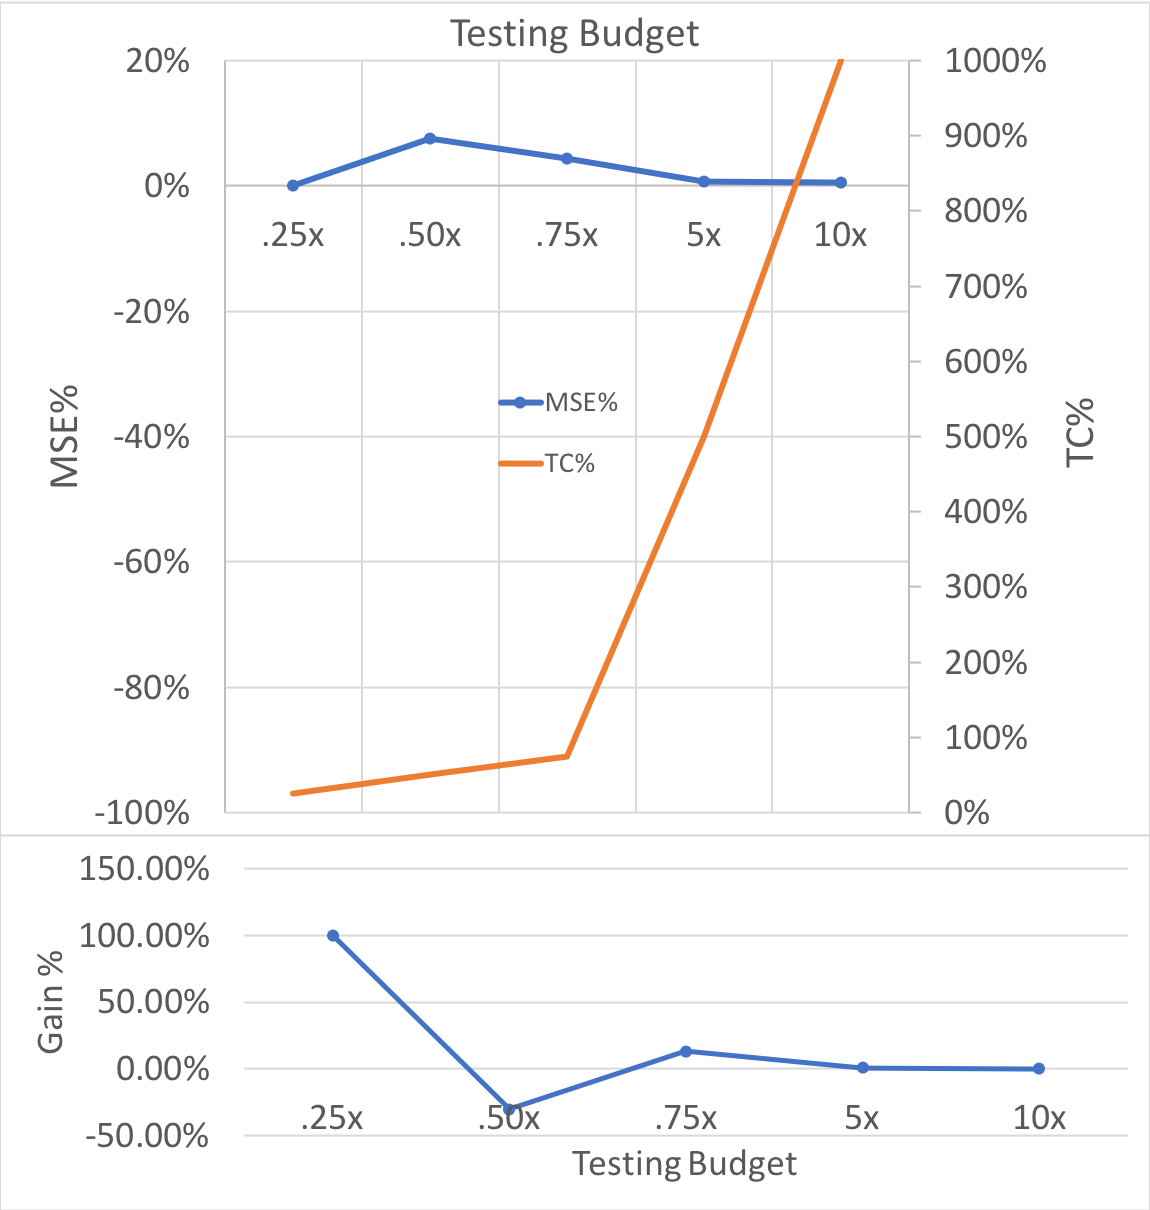 Testing Budget
20%
0%
-20%
-40%
-60%
-80%
-100%
MSE%
.25x .50x .75x 5x 10x
MSE%
TC%
1000%
900%
800%
700%
600%
500%
400%
300%
200%
100%
0%
TC%
150.00%
100.00%
50.00%
0.00%
-50.00%
Gain %
.25x .50x .75x 5x 10x
Testing Budget